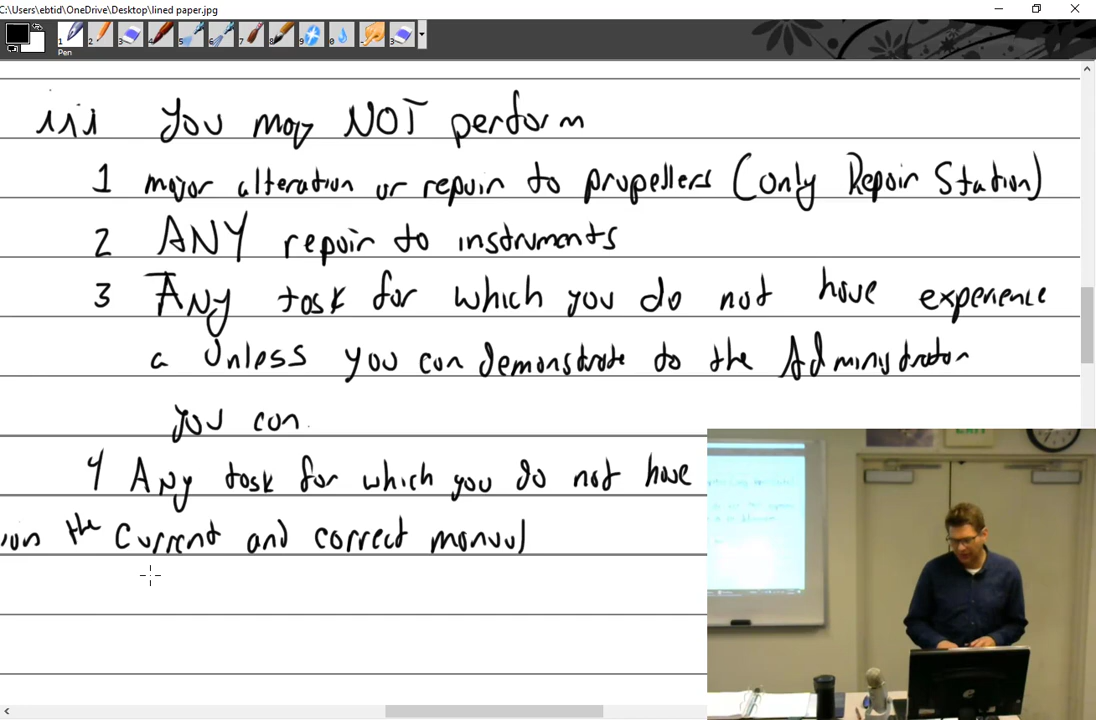 C:\Users\ebtid\OneDrive\Desktop\lined paper.jpg
Pen
iii You may NOT perform
1 major alteration or repair to propellers (only Repair Station)
2 ANY repair to instruments
3 Any task for which you do not have experience
a Unless you can demonstrate to the Administrator
you can.
4 Any task for which you do not have
the Current and correct manual